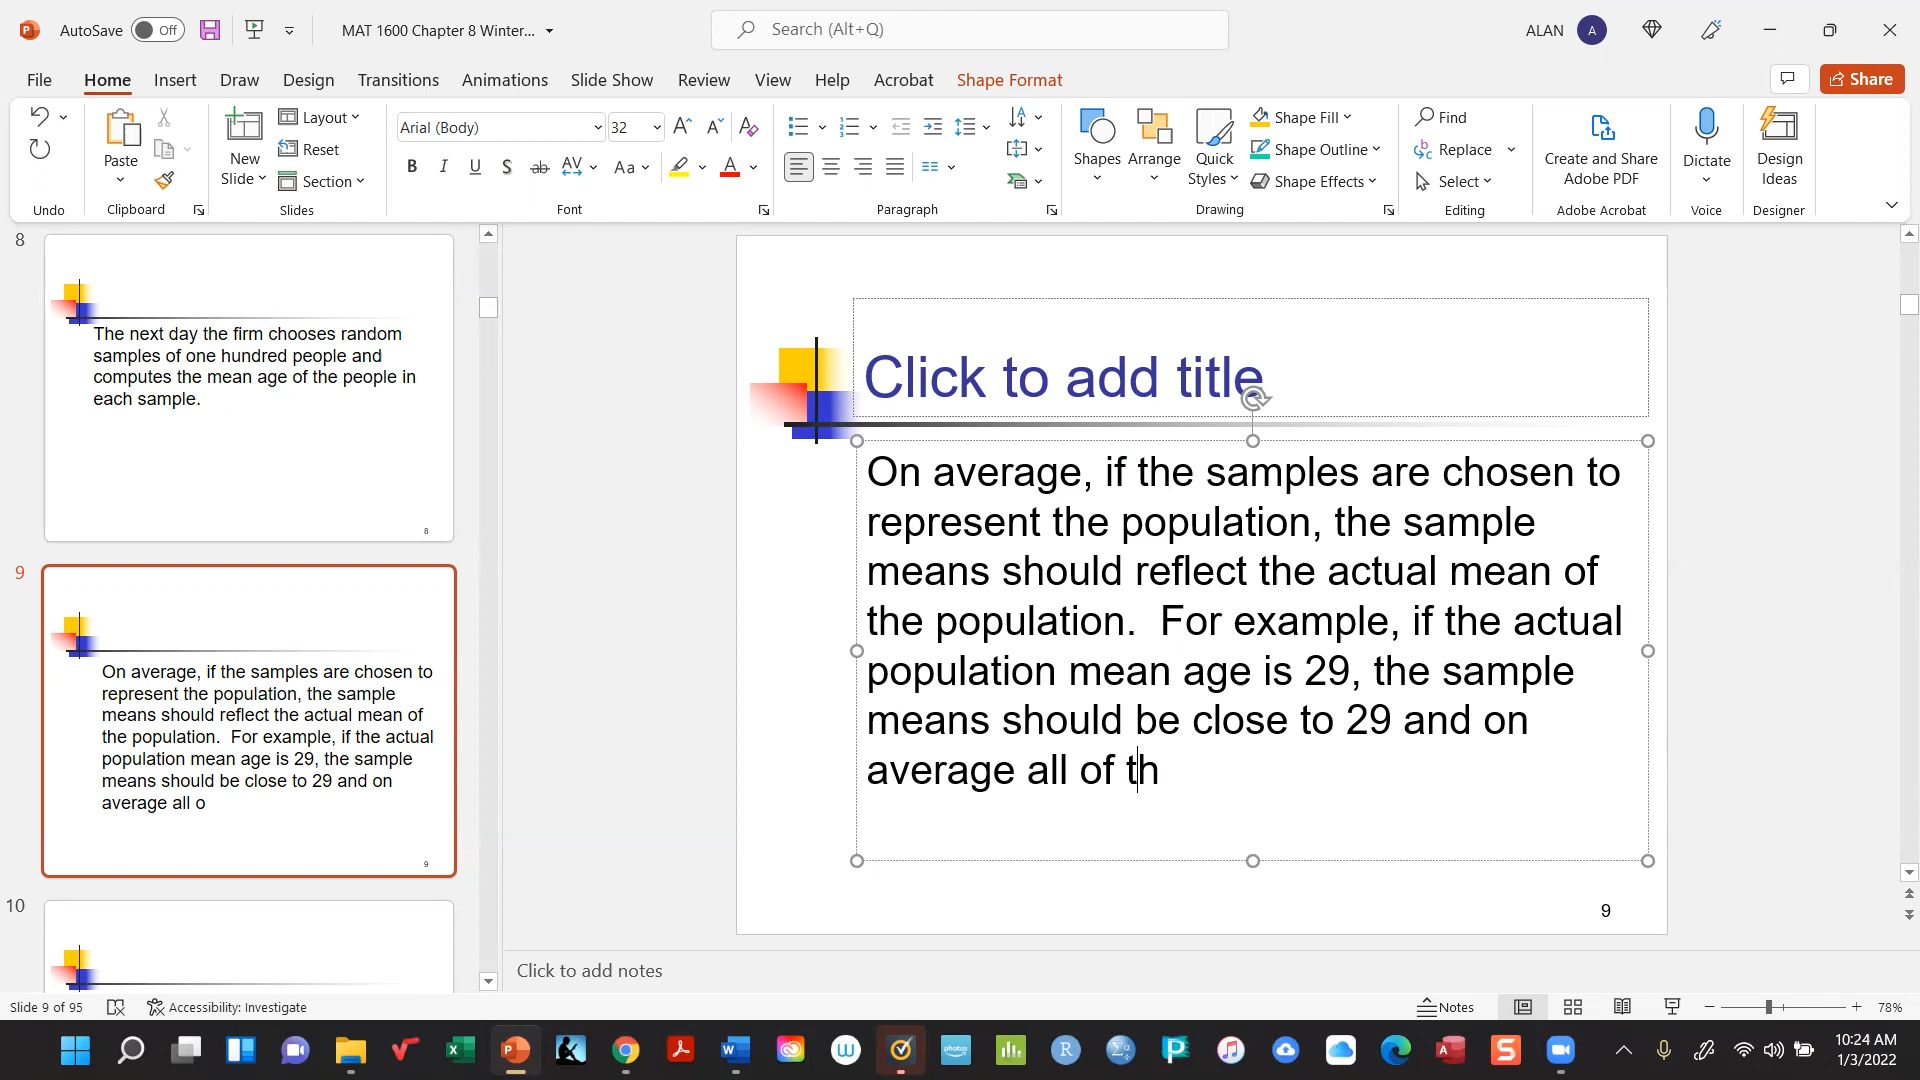 AutoSave Off MAT 1600 Chapter 8 Winter... Search (Alt+Q) ALAN A
File Home Insert Draw Design Transitions Animations Slide Show Review View Help Acrobat Shape Format Share
Arial (Body) 32
Paste
New Slide
Layout
Reset
Section
B I U S ab AV Aa A
Shapes
Arrange
Quick Styles
Shape Fill
Shape Outline
Shape Effects
Find
Replace
Select
Create and Share Adobe PDF
Dictate
Design Ideas
Undo Clipboard Slides Font Paragraph Drawing Editing Adobe Acrobat Voice Designer
8
The next day the firm chooses random
samples of one hundred people and
computes the mean age of the people in
each sample.
8
9
On average, if the samples are chosen to
represent the population, the sample
means should reflect the actual mean of
the population.  For example, if the actual
population mean age is 29, the sample
means should be close to 29 and on
average all o
9
10
Click to add title
On average, if the samples are chosen to
represent the population, the sample
means should reflect the actual mean of
the population.  For example, if the actual
population mean age is 29, the sample
means should be close to 29 and on
average all of th
9
Click to add notes
Slide 9 of 95 Accessibility: Investigate Notes 78%
10:24 AM
1/3/2022